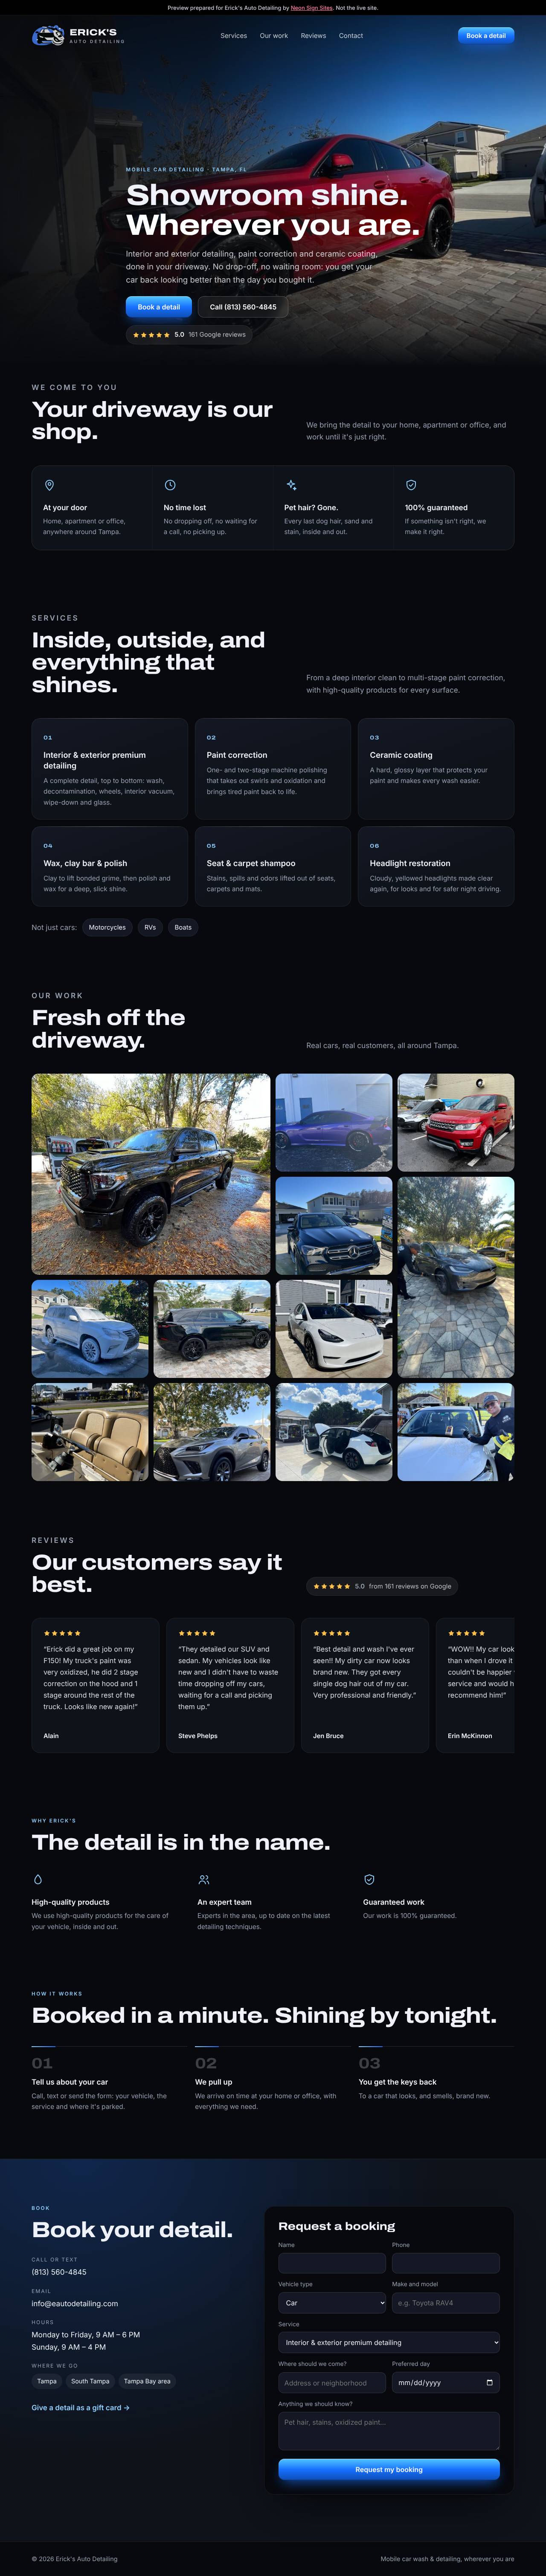 Preview prepared for Erick's Auto Detailing by Neon Sign Sites. Not the live site.
ERICK'S
AUTO DETAILING
Services
Our work
Reviews
Contact
Book a detail
MOBILE CAR DETAILING · TAMPA, FL
Showroom shine.
Wherever you are.
Interior and exterior detailing, paint correction and ceramic coating,
done in your driveway. No drop-off, no waiting room: you get your
car back looking better than the day you bought it.
Book a detail
Call (813) 560-4845
5.0 161 Google reviews
WE COME TO YOU
Your driveway is our
shop.
We bring the detail to your home, apartment or office, and
work until it's just right.
At your door
Home, apartment or office,
anywhere around Tampa.
No time lost
No dropping off, no waiting for
a call, no picking up.
Pet hair? Gone.
Every last dog hair, sand and
stain, inside and out.
100% guaranteed
If something isn't right, we
make it right.
SERVICES
Inside, outside, and
everything that
shines.
From a deep interior clean to multi-stage paint correction,
with high-quality products for every surface.
01
Interior & exterior premium
detailing
A complete detail, top to bottom: wash,
decontamination, wheels, interior vacuum,
wipe-down and glass.
02
Paint correction
One- and two-stage machine polishing
that takes out swirls and oxidation and
brings tired paint back to life.
03
Ceramic coating
A hard, glossy layer that protects your
paint and makes every wash easier.
04
Wax, clay bar & polish
Clay to lift bonded grime, then polish and
wax for a deep, slick shine.
05
Seat & carpet shampoo
Stains, spills and odors lifted out of seats,
carpets and mats.
06
Headlight restoration
Cloudy, yellowed headlights made clear
again, for looks and for safer night driving.
Not just cars:
Motorcycles
RVs
Boats
OUR WORK
Fresh off the
driveway.
Real cars, real customers, all around Tampa.
REVIEWS
Our customers say it
best.
5.0 from 161 reviews on Google
“Erick did a great job on my
F150! My truck's paint was
very oxidized, he did 2 stage
correction on the hood and 1
stage around the rest of the
truck. Looks like new again!”
Alain
“They detailed our SUV and
sedan. My vehicles look like
new and I didn't have to waste
time dropping off my cars,
waiting for a call and picking
them up.”
Steve Phelps
“Best detail and wash I've ever
seen!! My dirty car now looks
brand new. They got every
single dog hair out of my car.
Very professional and friendly.”
Jen Bruce
“WOW!! My car look
than when I drove it
couldn't be happier
service and would h
recommend him!”
Erin McKinnon
WHY ERICK'S
The detail is in the name.
High-quality products
We use high-quality products for the care of
your vehicle, inside and out.
An expert team
Experts in the area, up to date on the latest
detailing techniques.
Guaranteed work
Our work is 100% guaranteed.
HOW IT WORKS
Booked in a minute. Shining by tonight.
01
Tell us about your car
Call, text or send the form: your vehicle, the
service and where it's parked.
02
We pull up
We arrive on time at your home or office, with
everything we need.
03
You get the keys back
To a car that looks, and smells, brand new.
BOOK
Book your detail.
CALL OR TEXT
(813) 560-4845
EMAIL
info@eautodetailing.com
HOURS
Monday to Friday, 9 AM – 6 PM
Sunday, 9 AM – 4 PM
WHERE WE GO
Tampa
South Tampa
Tampa Bay area
Give a detail as a gift card →
Request a booking
Name
Phone
Vehicle type
Make and model
Car
e.g. Toyota RAV4
Service
Interior & exterior premium detailing
Where should we come?
Preferred day
Address or neighborhood
mm/dd/yyyy
Anything we should know?
Pet hair, stains, oxidized paint...
Request my booking
© 2026 Erick's Auto Detailing
Mobile car wash & detailing, wherever you are